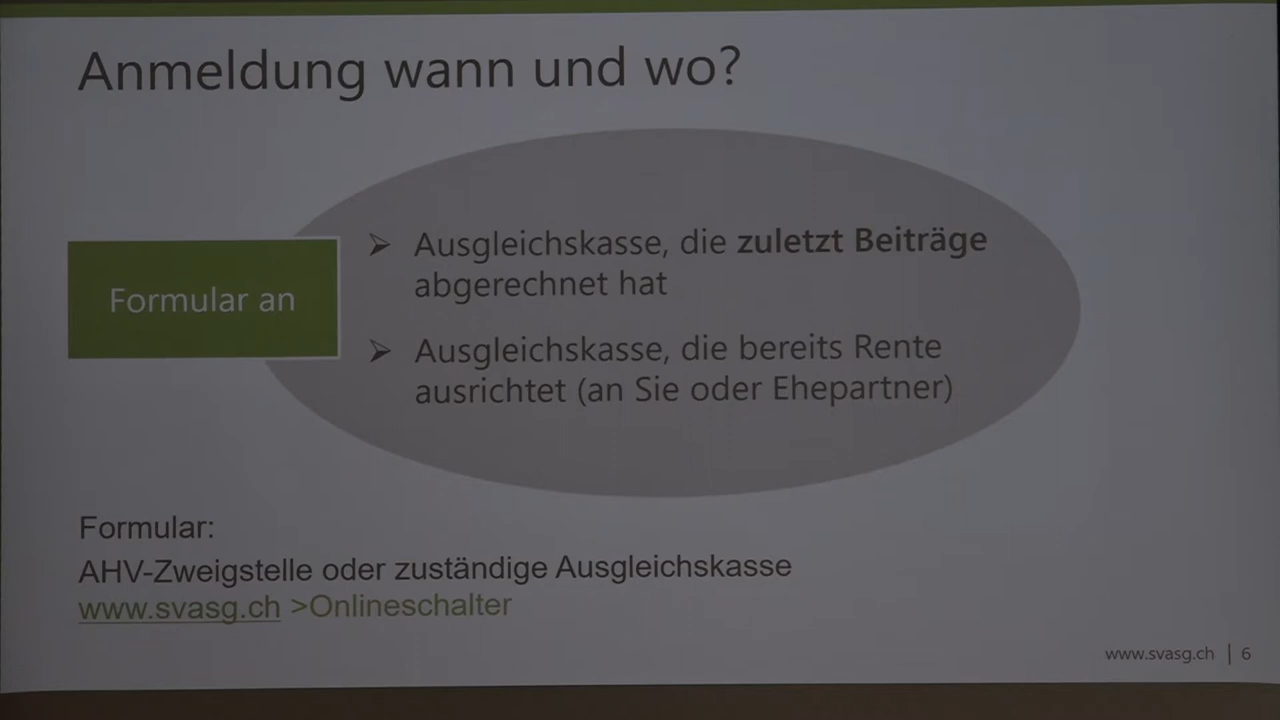 Anmeldung wann und wo?
Formular an
➢ Ausgleichskasse, die zuletzt Beiträge
abgerechnet hat
➢ Ausgleichskasse, die bereits Rente
ausrichtet (an Sie oder Ehepartner)
Formular:
AHV-Zweigstelle oder zuständige Ausgleichskasse
www.svasg.ch >Onlineschalter
www.svasg.ch | 6